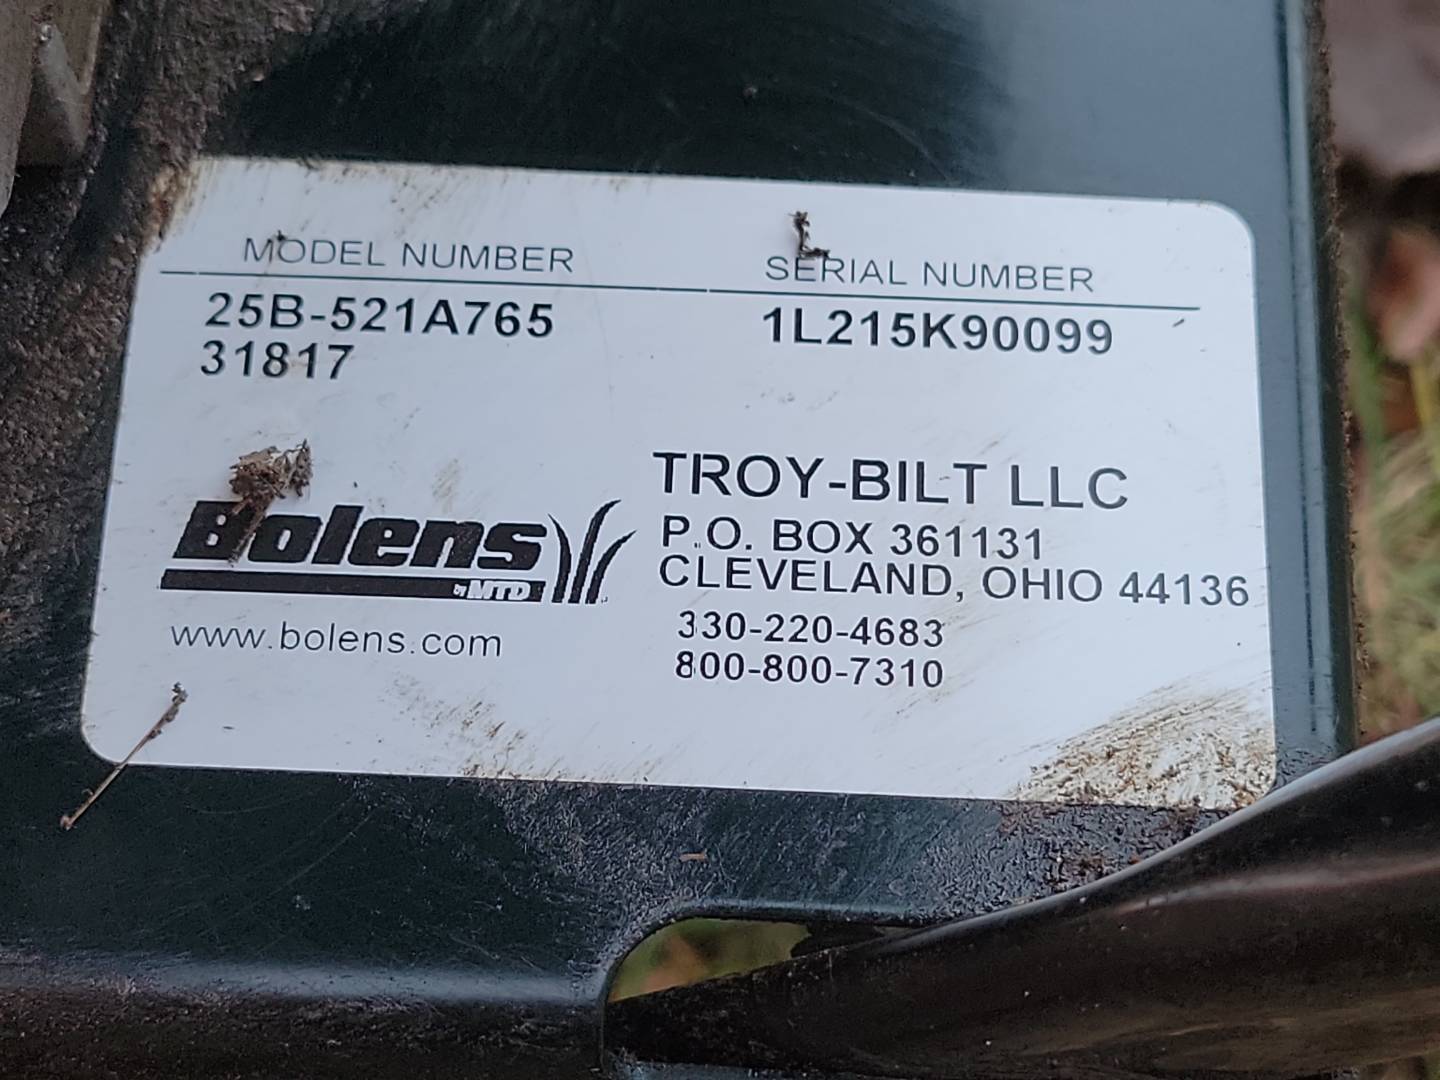 MODEL NUMBER SERIAL NUMBER
25B-521A765 1L215K90099
31817
TROY-BILT LLC
P.O. BOX 361131
CLEVELAND, OHIO 44136
330-220-4683
800-800-7310
Bolens
by MTD
www.bolens.com